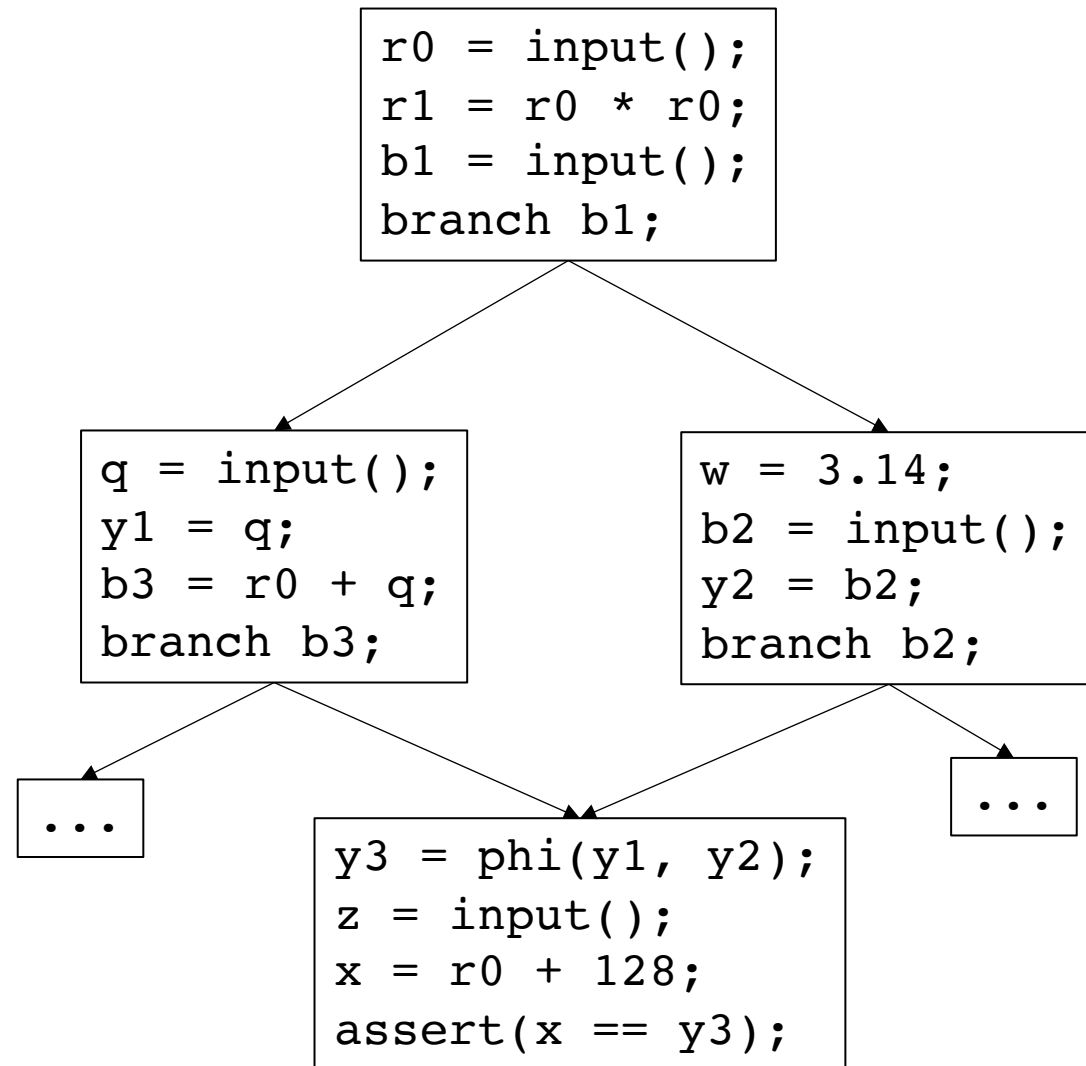 r0 = input();
r1 = r0 * r0;
b1 = input();
branch b1;
q = input();
y1 = q;
b3 = r0 + q;
branch b3;
w = 3.14;
b2 = input();
y2 = b2;
branch b2;
...
...
y3 = phi(y1, y2);
z = input();
x = r0 + 128;
assert(x == y3);